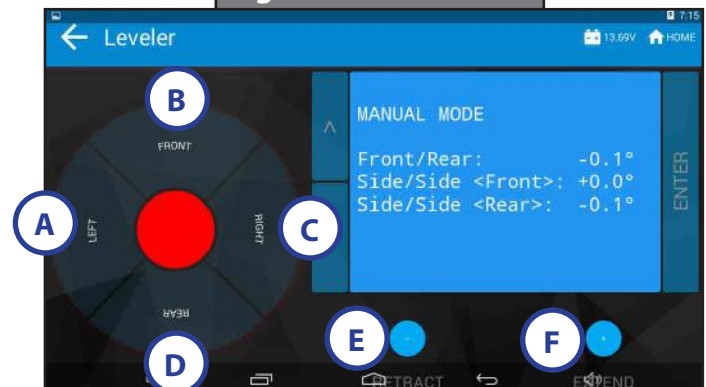 7:15
Leveler
13.69V HOME
B
FRONT
A
LEFT
RIGHT
C
REAR
D
^
MANUAL MODE
Front/Rear: -0.1°
Side/Side <Front>: +0.0°
Side/Side <Rear>: -0.1°
ENTER
E
-
F
+
RETRACT